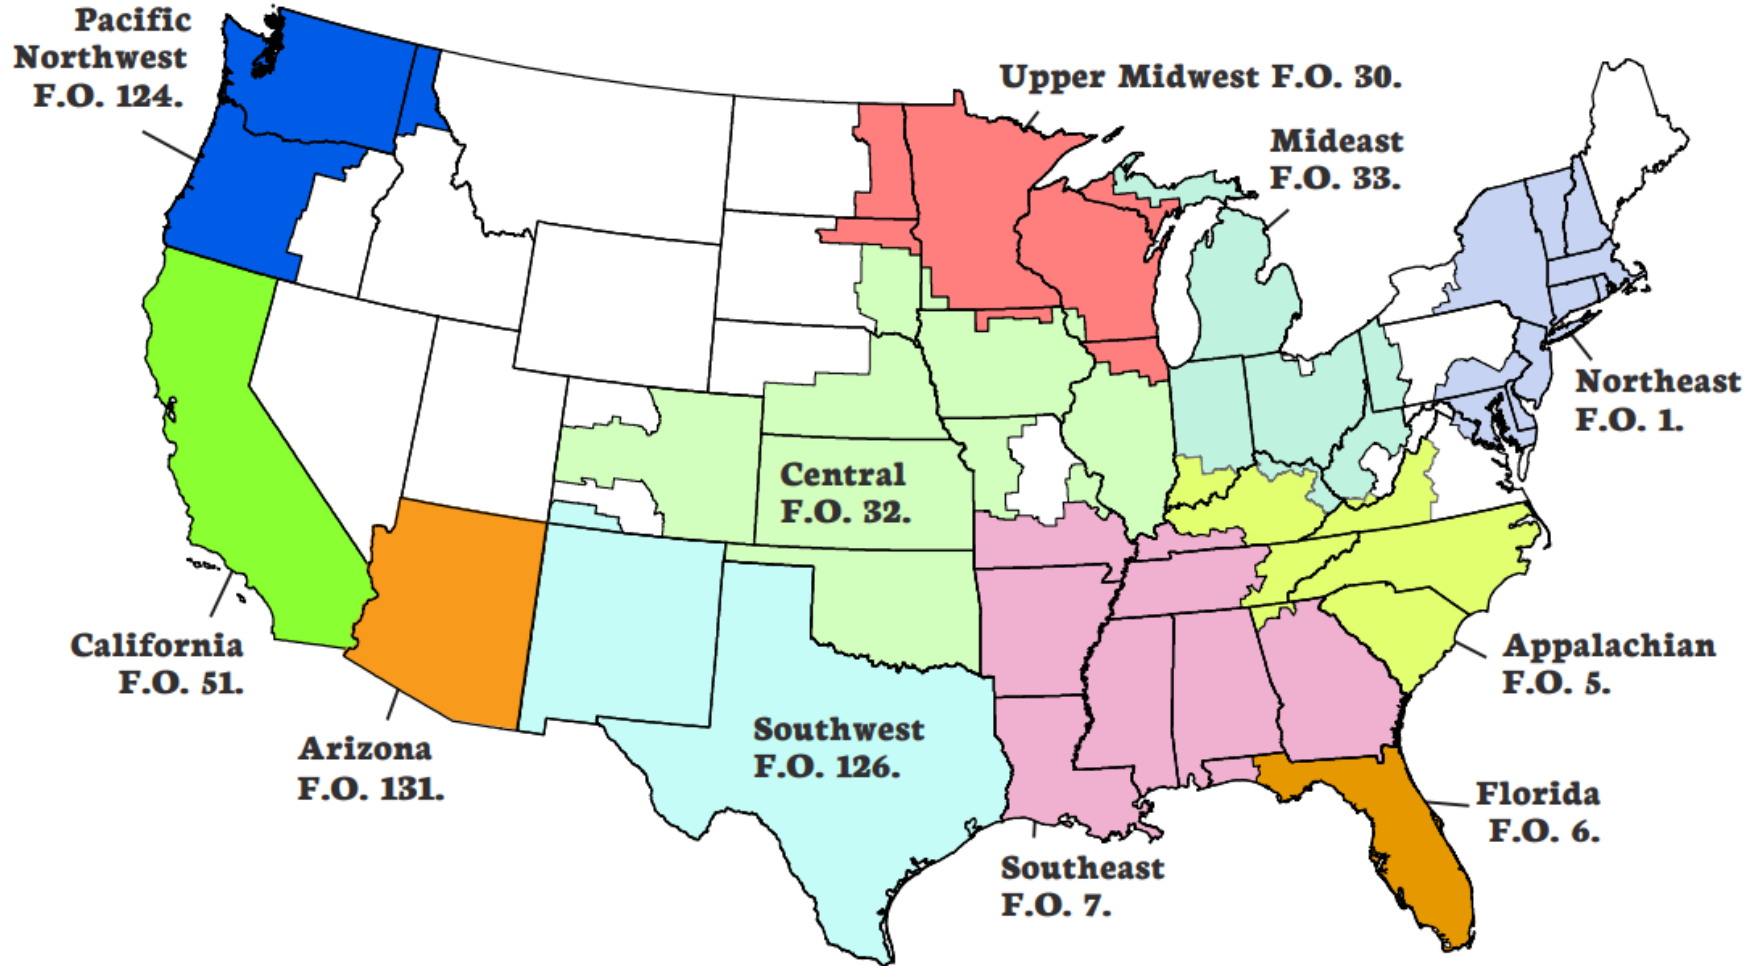 Pacific
Northwest
F.O. 124.
Upper Midwest F.O. 30.
Mideast
F.O. 33.
Northeast
F.O. 1.
Central
F.O. 32.
California
F.O. 51.
Appalachian
F.O. 5.
Arizona
F.O. 131.
Southwest
F.O. 126.
Florida
F.O. 6.
Southeast
F.O. 7.